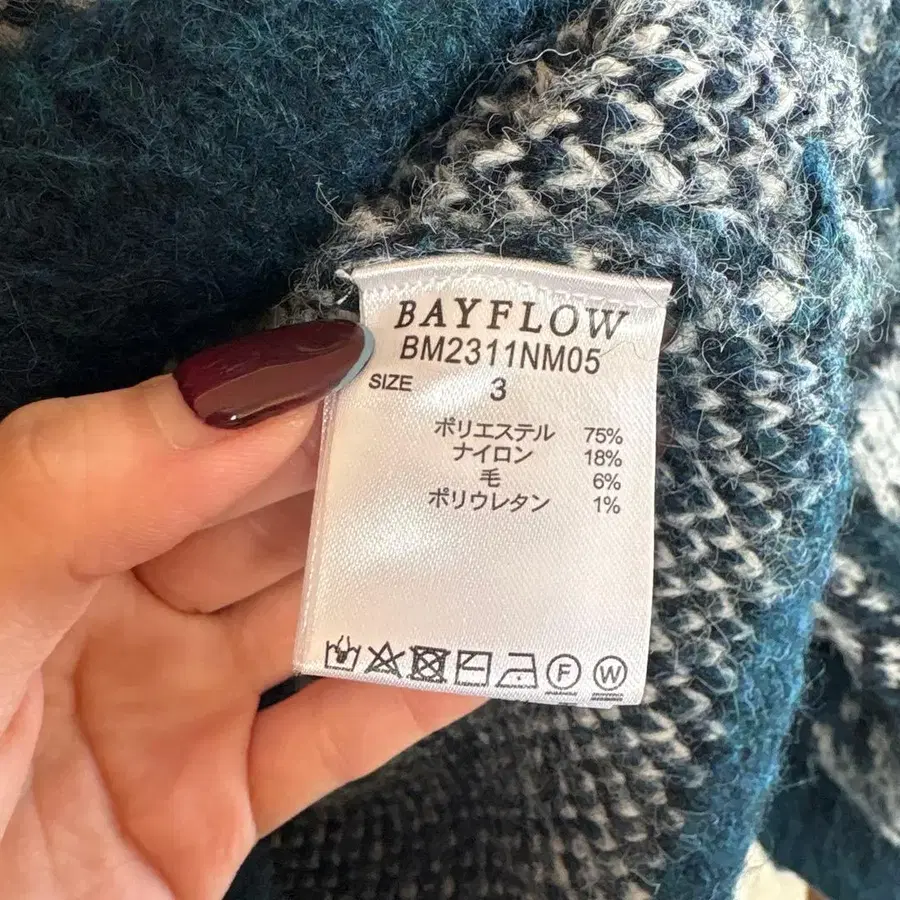 BAYFLOW
BM2311NM05
SIZE 3
ポリエステル 75%
ナイロン 18%
毛 6%
ポリウレタン 1%
F W